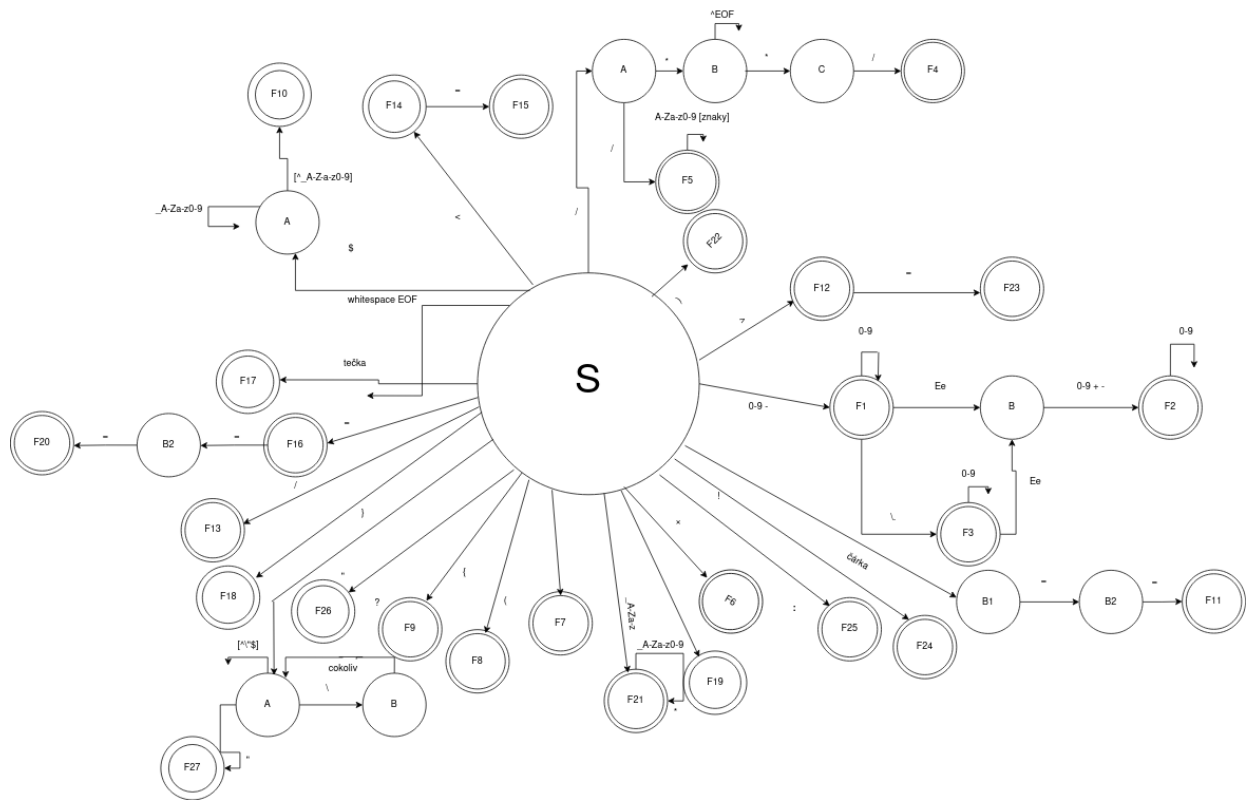 ^EOF
A
*
B
*
C
/
F4
F10
F14
=
F15
A-Za-z0-9 [znaky]
/
F5
[^_A-Z-a-z0-9]
_A-Za-z0-9
A
/
<
F22
$
whitespace EOF
>
F12
=
F23
S
0-9
0-9
tečka
F17
0-9 -
F1
Ee
B
0-9 + -
F2
=
F16
=
B2
=
F20
0-9
Ee
/
F13
)
!
\.
F3
čárka
F18
"
F26
?
{
F9
(
F8
F7
_A-Za-z
F21
_A-Za-z0-9
*
F19
×
F6
:
F25
F24
B1
=
B2
=
F11
[^\"$]
cokoliv
A
\
B
F27
"